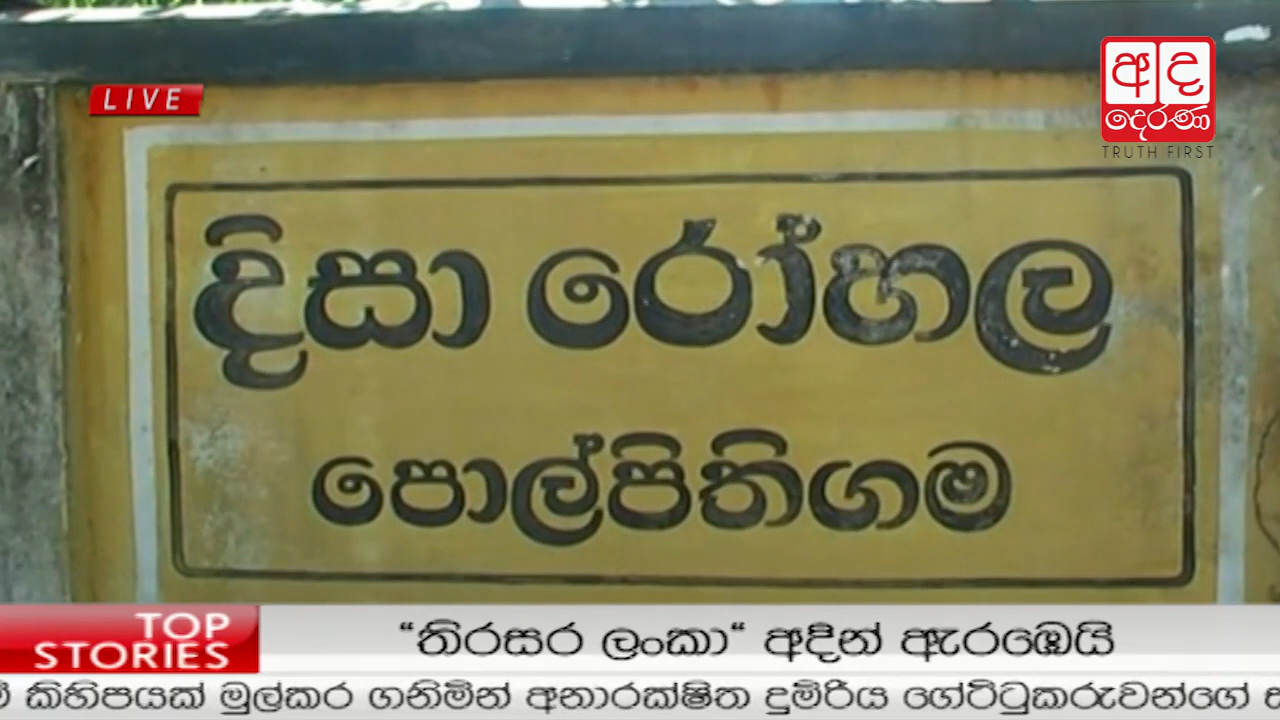 LIVE
අද
දෙරණ
TRUTH FIRST
දිසා රෝහල
පොල්පිතිගම
TOP
STORIES
“තිරසර ලංකා“ අදින් ඇරඹෙයි
කිහිපයක් මුල්කර ගනිමින් අනාරක්ෂිත දුම්රිය ගේට්ටුකරුවන්ගේ